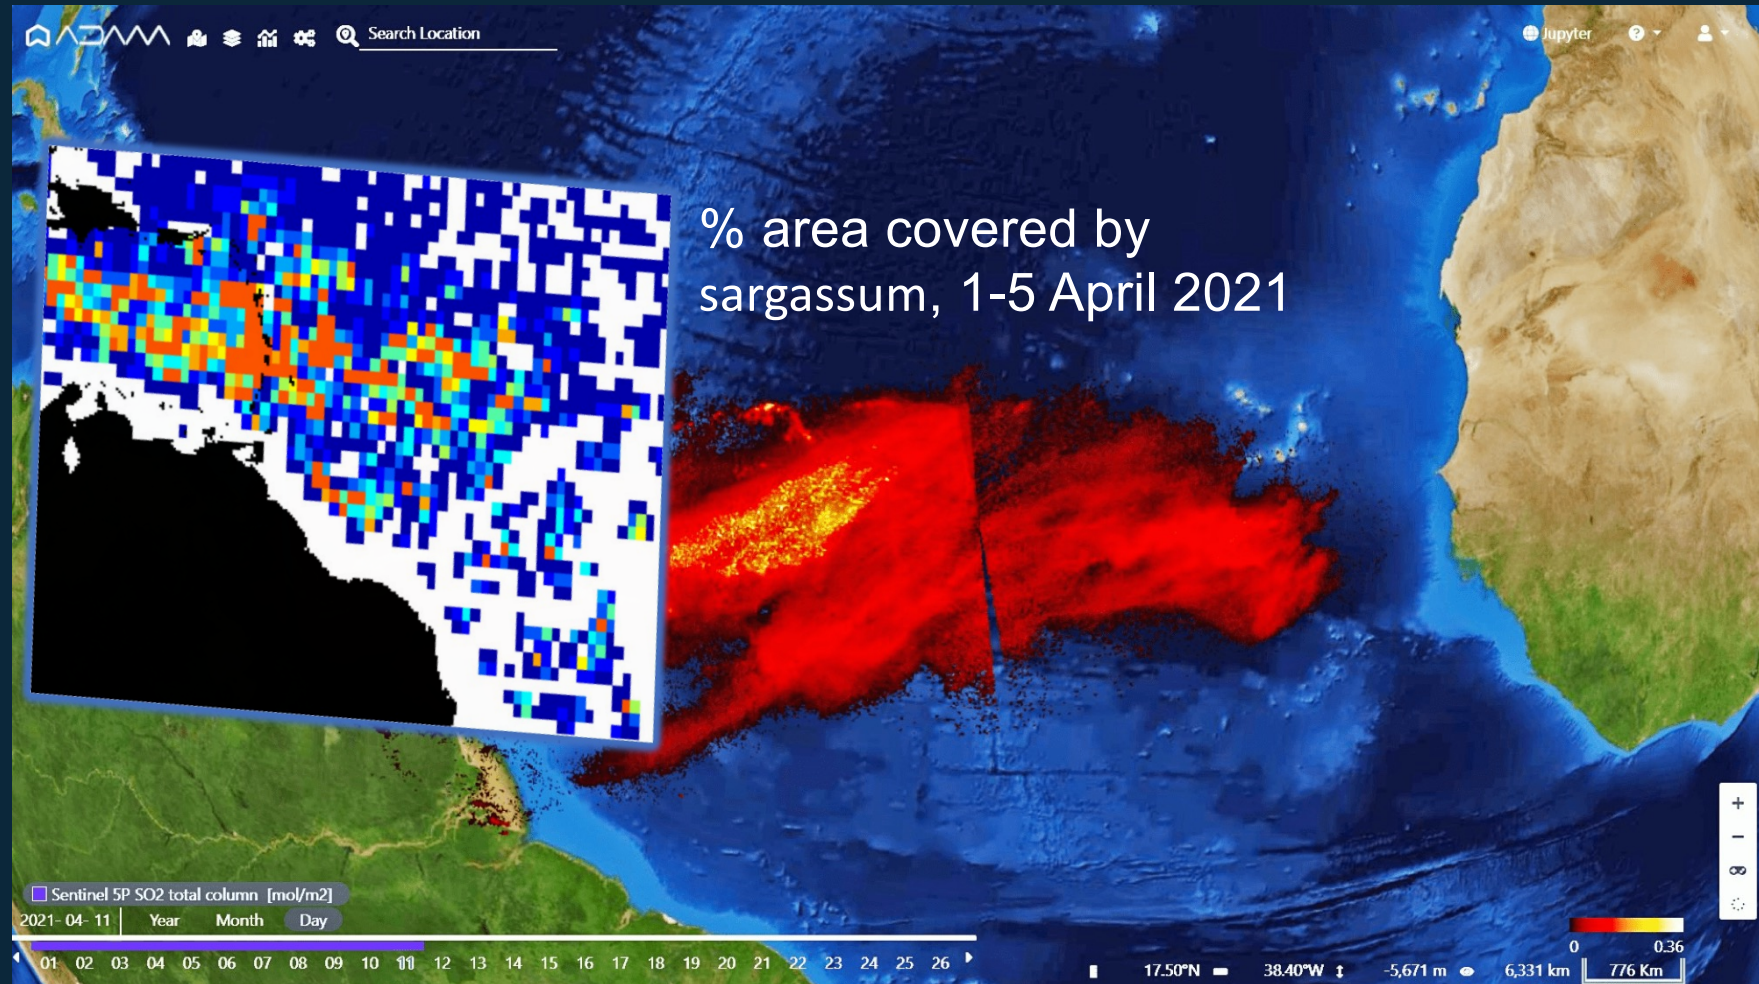 ADAM Search Location Jupyter
% area covered by
sargassum, 1-5 April 2021
Sentinel 5P SO2 total column [mol/m2]
2021-04-11 Year Month Day
0 0.36
01 02 03 04 05 06 07 08 09 10 11 12 13 14 15 16 17 18 19 20 21 22 23 24 25 26
17.50°N 38.40°W -5,671 m 6,331 km 776 Km